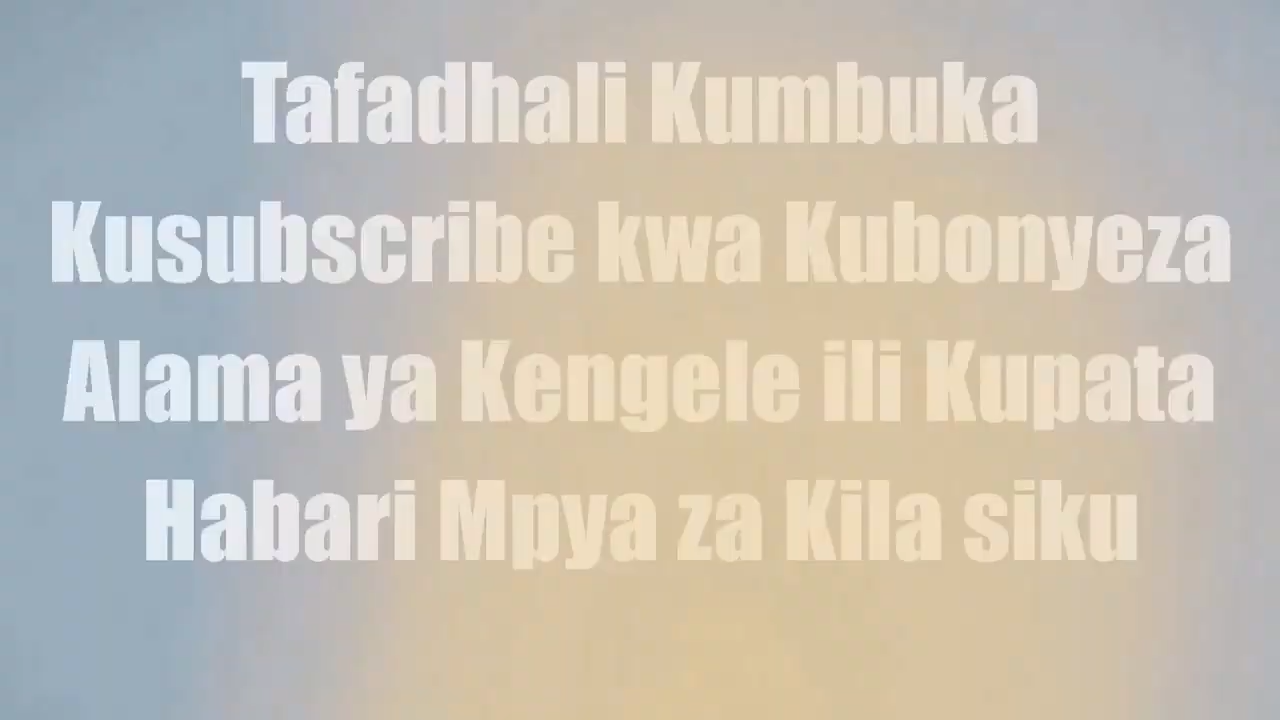 Tafadhali Kumbuka
Kusubscribe kwa Kubonyeza
Alama ya Kengele ili Kupata
Habari Mpya za Kila siku